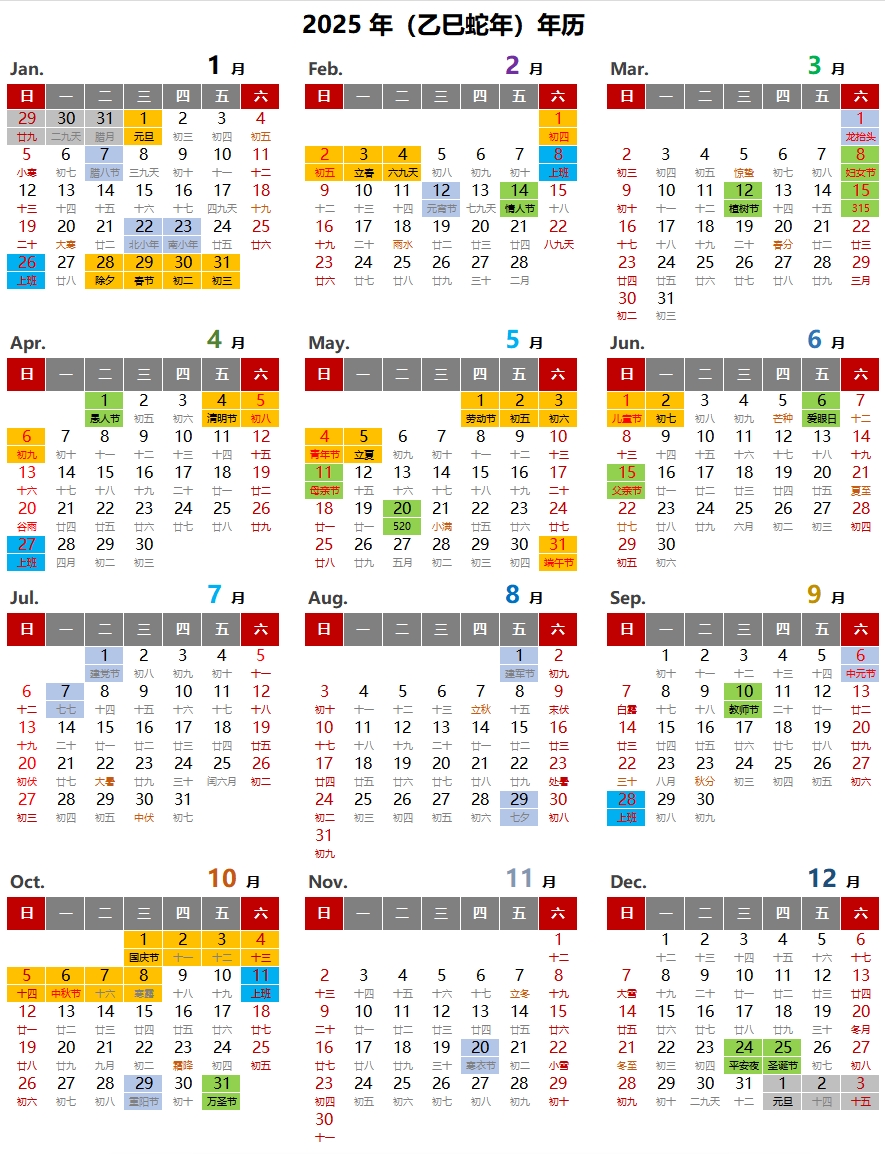 2025 年（乙巳蛇年）年历
Jan. 1 月
日 一 二 三 四 五 六
29 30 31 1 2 3 4
廿九 二九天 腊月 元旦 初三 初四 初五
5 6 7 8 9 10 11
小寒 初七 腊八节 三九天 初十 十一 十二
12 13 14 15 16 17 18
十三 十四 十五 十六 十七 四九天 十九
19 20 21 22 23 24 25
二十 大寒 廿二 北小年 南小年 廿五 廿六
26 27 28 29 30 31
上班 廿八 除夕 春节 初二 初三
Feb. 2 月
日 一 二 三 四 五 六
1
初四
2 3 4 5 6 7 8
初五 立春 六九天 初八 初九 初十 上班
9 10 11 12 13 14 15
十二 十三 十四 元宵节 七九天 情人节 十八
16 17 18 19 20 21 22
十九 二十 雨水 廿二 廿三 廿四 八九天
23 24 25 26 27 28
廿六 廿七 廿八 廿九 三十 二月
Mar. 3 月
日 一 二 三 四 五 六
1
龙抬头
2 3 4 5 6 7 8
初三 初四 初五 惊蛰 初七 初八 妇女节
9 10 11 12 13 14 15
初十 十一 十二 植树节 十四 十五 315
16 17 18 19 20 21 22
十七 十八 十九 二十 春分 廿二 廿三
23 24 25 26 27 28 29
廿四 廿五 廿六 廿七 廿八 廿九 三月
30 31
初二 初三
Apr. 4 月
日 一 二 三 四 五 六
1 2 3 4 5
愚人节 初五 初六 清明节 初八
6 7 8 9 10 11 12
初九 初十 十一 十二 十三 十四 十五
13 14 15 16 17 18 19
十六 十七 十八 十九 二十 廿一 廿二
20 21 22 23 24 25 26
谷雨 廿四 廿五 廿六 廿七 廿八 廿九
27 28 29 30
上班 四月 初二 初三
May. 5 月
日 一 二 三 四 五 六
1 2 3
劳动节 初五 初六
4 5 6 7 8 9 10
青年节 立夏 初九 初十 十一 十二 十三
11 12 13 14 15 16 17
母亲节 十五 十六 十七 十八 十九 二十
18 19 20 21 22 23 24
廿一 廿一 520 小满 廿五 廿六 廿七
25 26 27 28 29 30 31
廿八 廿九 五月 初二 初三 初四 端午节
Jun. 6 月
日 一 二 三 四 五 六
1 2 3 4 5 6 7
儿童节 初七 初八 初九 芒种 爱眼日 十二
8 9 10 11 12 13 14
十三 十四 十五 十六 十七 十八 十九
15 16 17 18 19 20 21
父亲节 廿一 廿二 廿三 廿四 廿五 夏至
22 23 24 25 26 27 28
廿七 廿八 廿九 六月 初二 初三 初四
29 30
初五 初六
Jul. 7 月
日 一 二 三 四 五 六
1 2 3 4 5
建党节 初八 初九 初十 十一
6 7 8 9 10 11 12
十二 七七 十四 十五 十六 十七 十八
13 14 15 16 17 18 19
十九 二十 廿一 廿二 廿三 廿四 廿五
20 21 22 23 24 25 26
初伏 廿七 大暑 廿九 三十 闰六月 初二
27 28 29 30 31
初三 初四 初五 中伏 初七
Aug. 8 月
日 一 二 三 四 五 六
1 2
建军节 初九
3 4 5 6 7 8 9
初十 十一 十二 十三 立秋 十五 末伏
10 11 12 13 14 15 16
十七 十八 十九 二十 廿一 廿二 廿三
17 18 19 20 21 22 23
廿四 廿五 廿六 廿七 廿八 廿九 处暑
24 25 26 27 28 29 30
初二 初三 初四 初五 初六 七夕 初八
31
初九
Sep. 9 月
日 一 二 三 四 五 六
1 2 3 4 5 6
初十 十一 十二 十三 十四 中元节
7 8 9 10 11 12 13
白露 十七 十八 教师节 二十 廿一 廿二
14 15 16 17 18 19 20
廿三 廿四 廿五 廿六 廿七 廿八 廿九
22 22 23 24 25 26 27
三十 八月 秋分 初三 初四 初五 初六
28 29 30
上班 初八 初九
Oct. 10 月
日 一 二 三 四 五 六
1 2 3 4
国庆节 十一 十二 十三
5 6 7 8 9 10 11
十四 中秋节 十六 寒露 十八 十九 上班
12 13 14 15 16 17 18
廿一 廿二 廿三 廿四 廿五 廿六 廿七
19 20 21 22 23 24 25
廿八 廿九 九月 初二 霜降 初四 初五
26 27 28 29 30 31
初六 初七 初八 重阳节 初十 万圣节
Nov. 11 月
日 一 二 三 四 五 六
1
十二
2 3 4 5 6 7 8
十三 十四 十五 十六 十七 立冬 十九
9 10 11 12 13 14 15
二十 廿一 廿二 廿三 廿四 廿五 廿六
16 17 18 19 20 21 22
廿七 廿八 廿九 三十 寒衣节 初二 小雪
23 24 25 26 27 28 29
初四 初五 初六 初七 初八 初九 初十
30
十一
Dec. 12 月
日 一 二 三 四 五 六
1 2 3 4 5 6
十二 十三 十四 十五 十六 十七
7 8 9 10 11 12 13
大雪 十九 二十 廿一 廿二 廿三 廿四
14 15 16 17 18 19 20
廿五 廿六 廿七 廿八 廿九 三十 冬月
21 22 23 24 25 26 27
冬至 初三 初四 平安夜 圣诞节 初七 初八
28 29 30 31 1 2 3
初九 初十 二九天 十二 元旦 十四 十五